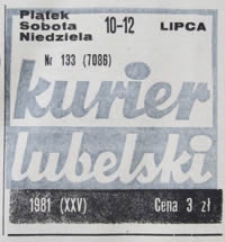 Piątek
Sobota 10-12 LIPCA
Niedziela
Nr 133 (7086)
kurier
lubelski
1981 (XXV) Cena 3 zł